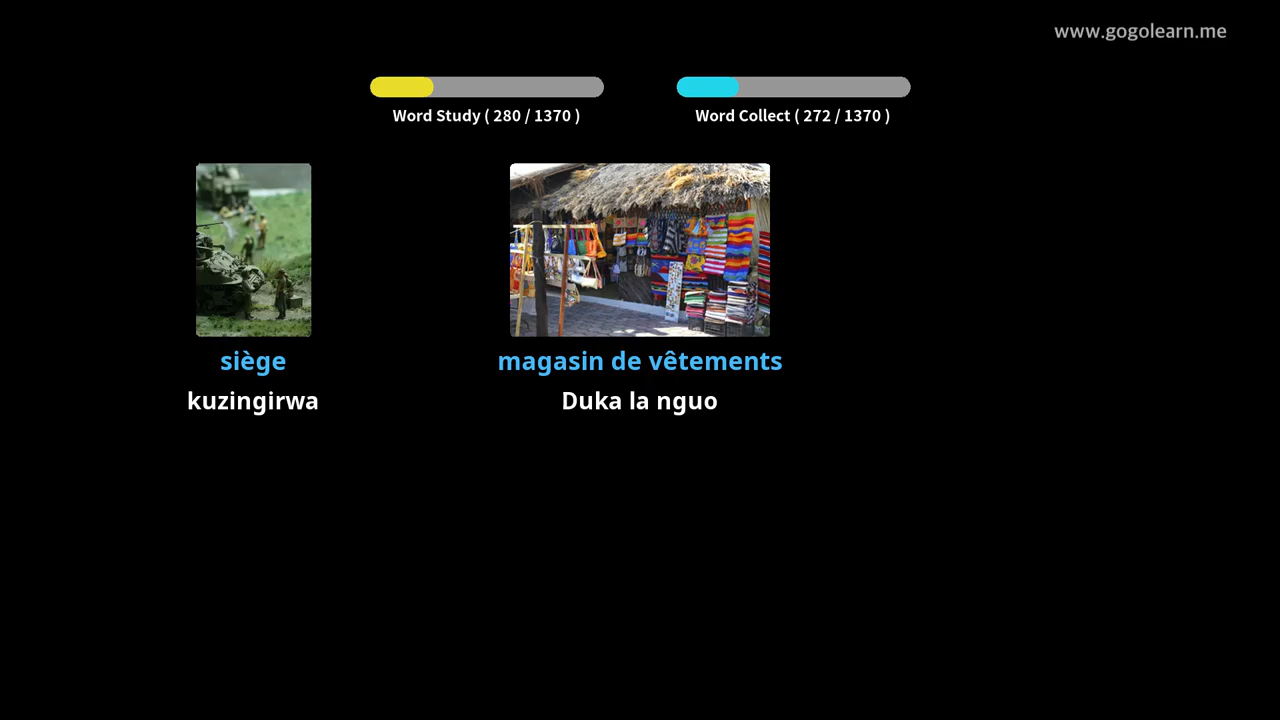 www.gogolearn.me
Word Study ( 280 / 1370 )
Word Collect ( 272 / 1370 )
siège
kuzingirwa
magasin de vêtements
Duka la nguo